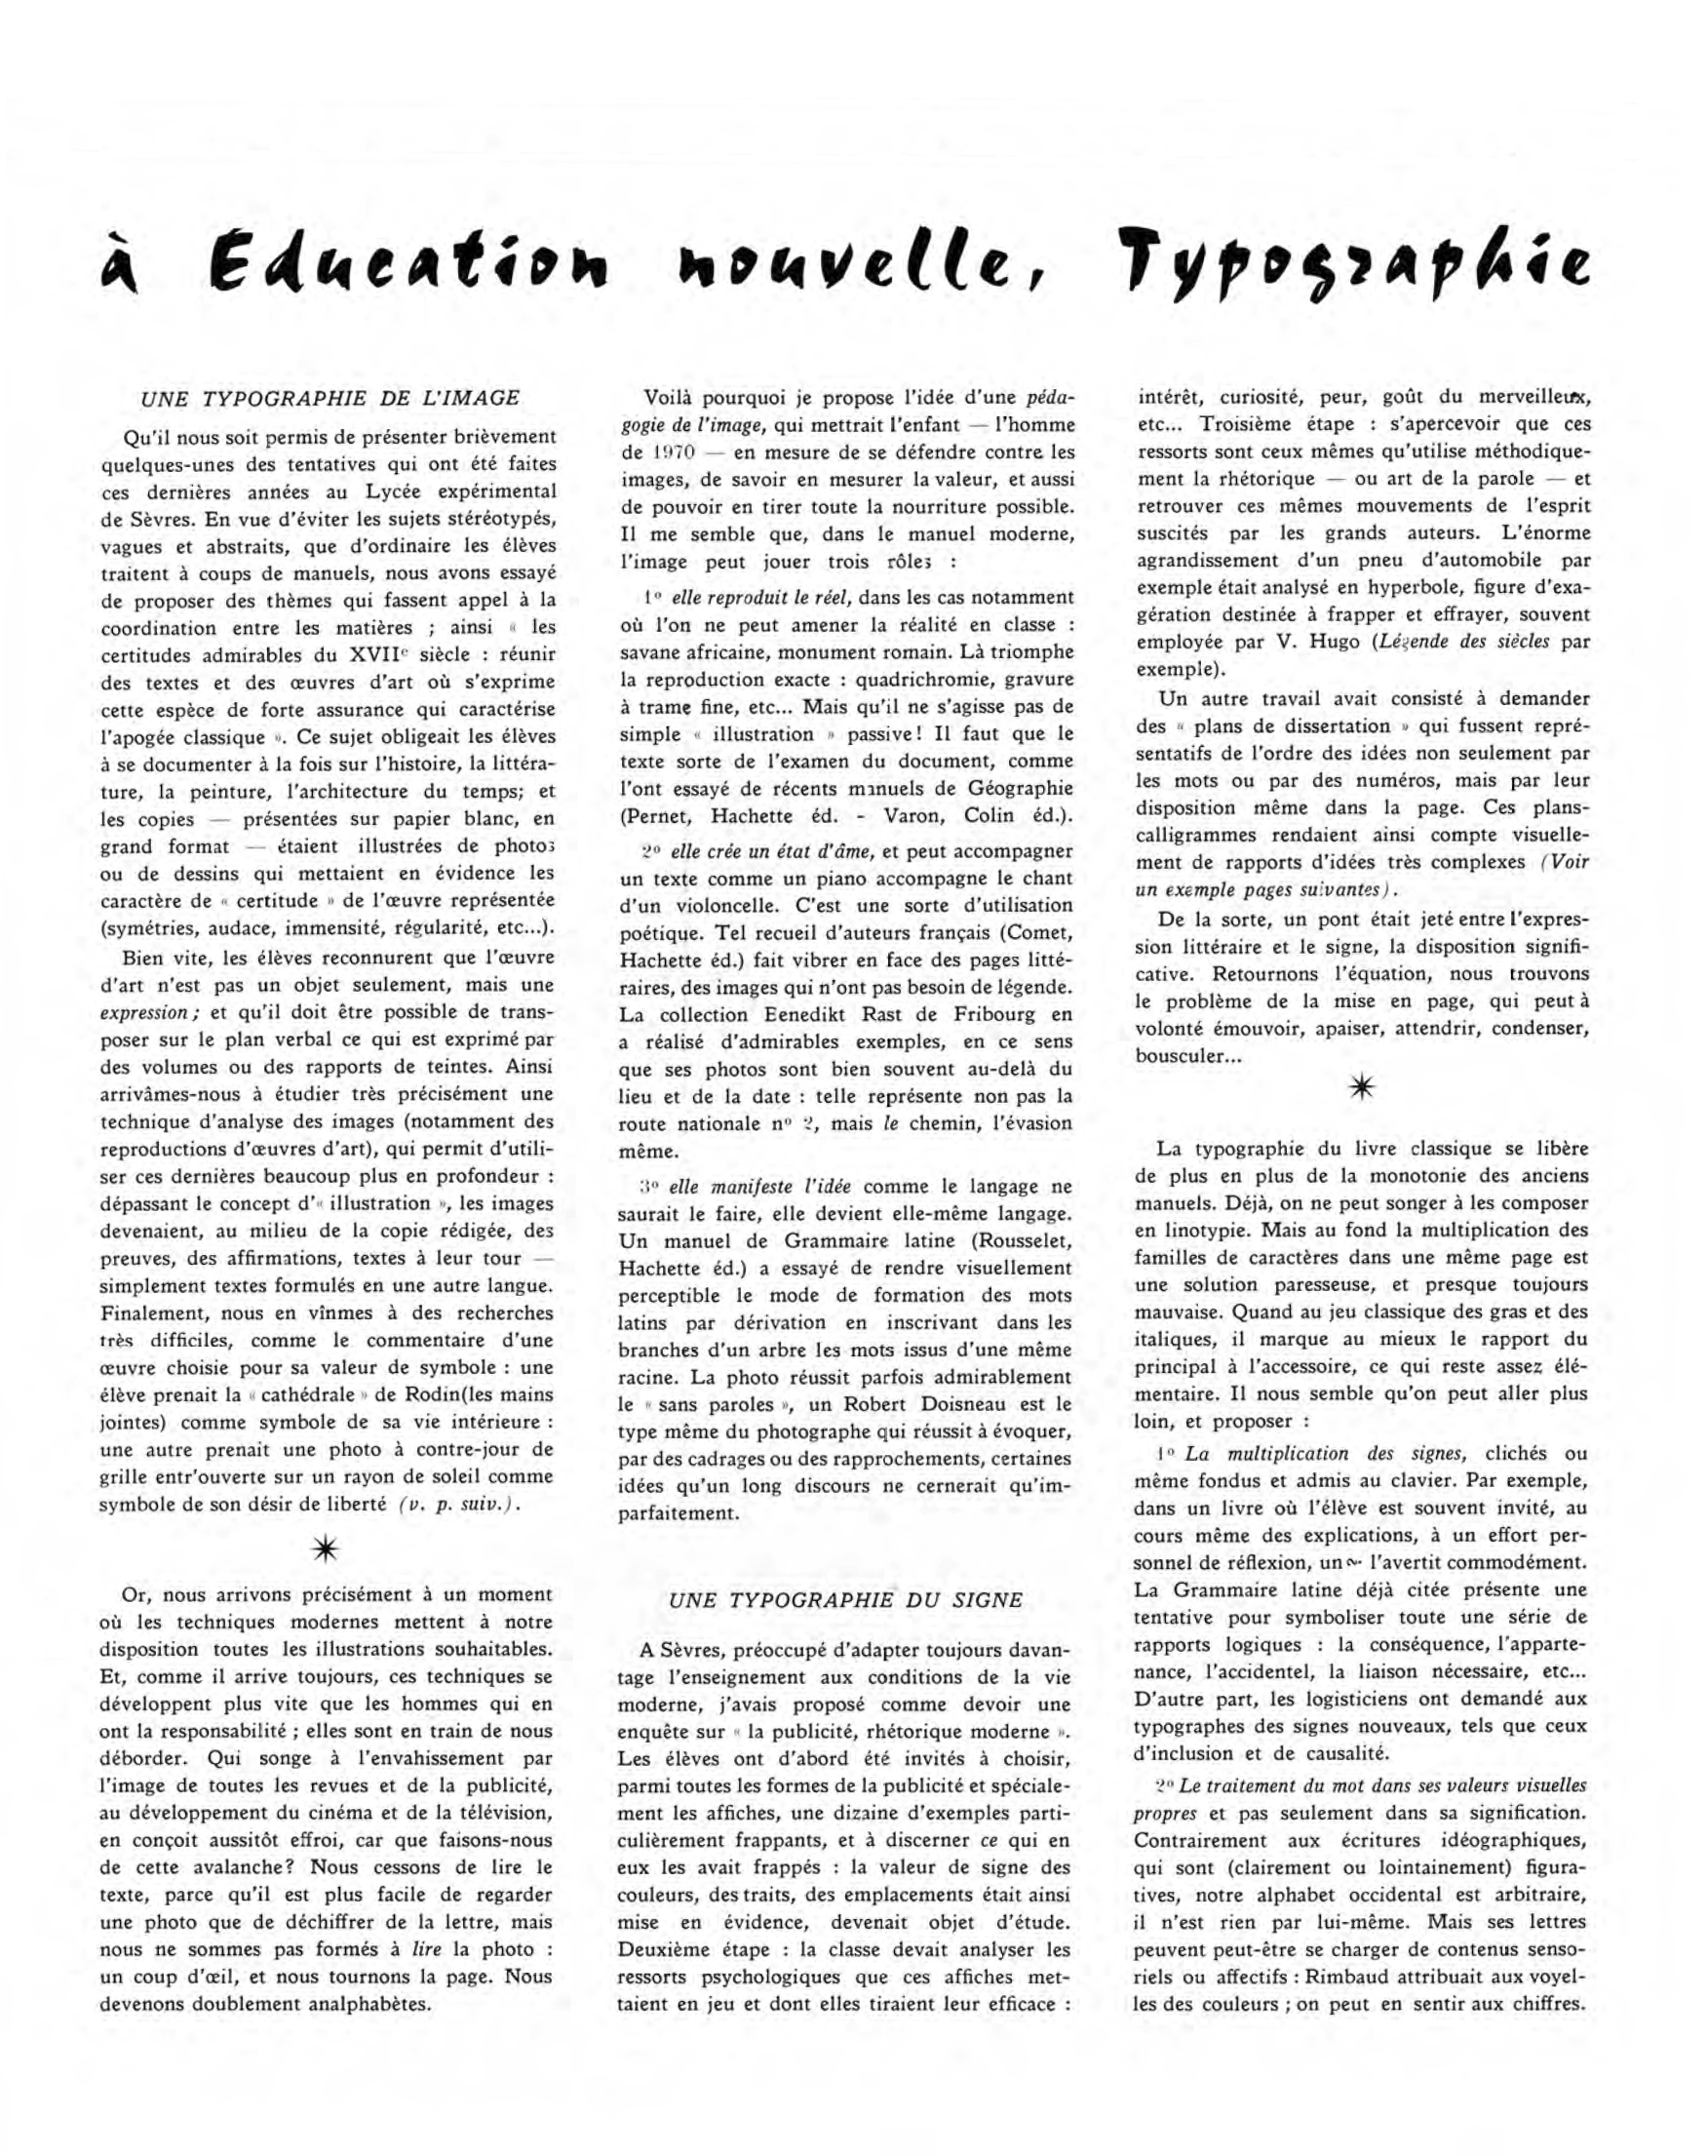 à Éducation nouvelle, Typographie
UNE TYPOGRAPHIE DE L'IMAGE
Qu'il nous soit permis de présenter brièvement
quelques-unes des tentatives qui ont été faites
ces dernières années au Lycée expérimental
de Sèvres. En vue d'éviter les sujets stéréotypés,
vagues et abstraits, que d'ordinaire les élèves
traitent à coups de manuels, nous avons essayé
de proposer des thèmes qui fassent appel à la
coordination entre les matières ; ainsi « les
certitudes admirables du XVIIe siècle : réunir
des textes et des œuvres d'art où s'exprime
cette espèce de forte assurance qui caractérise
l'apogée classique ». Ce sujet obligeait les élèves
à se documenter à la fois sur l'histoire, la littéra-
ture, la peinture, l'architecture du temps; et
les copies — présentées sur papier blanc, en
grand format — étaient illustrées de photos
ou de dessins qui mettaient en évidence les
caractère de « certitude » de l'œuvre représentée
(symétries, audace, immensité, régularité, etc...).
Bien vite, les élèves reconnurent que l'œuvre
d'art n'est pas un objet seulement, mais une
expression ; et qu'il doit être possible de trans-
poser sur le plan verbal ce qui est exprimé par
des volumes ou des rapports de teintes. Ainsi
arrivâmes-nous à étudier très précisément une
technique d'analyse des images (notamment des
reproductions d'œuvres d'art), qui permit d'utili-
ser ces dernières beaucoup plus en profondeur :
dépassant le concept d'« illustration », les images
devenaient, au milieu de la copie rédigée, des
preuves, des affirmations, textes à leur tour —
simplement textes formulés en une autre langue.
Finalement, nous en vînmes à des recherches
très difficiles, comme le commentaire d'une
œuvre choisie pour sa valeur de symbole : une
élève prenait la « cathédrale » de Rodin(les mains
jointes) comme symbole de sa vie intérieure :
une autre prenait une photo à contre-jour de
grille entr'ouverte sur un rayon de soleil comme
symbole de son désir de liberté (v. p. suiv.).
✶
Or, nous arrivons précisément à un moment
où les techniques modernes mettent à notre
disposition toutes les illustrations souhaitables.
Et, comme il arrive toujours, ces techniques se
développent plus vite que les hommes qui en
ont la responsabilité ; elles sont en train de nous
déborder. Qui songe à l'envahissement par
l'image de toutes les revues et de la publicité,
au développement du cinéma et de la télévision,
en conçoit aussitôt effroi, car que faisons-nous
de cette avalanche? Nous cessons de lire le
texte, parce qu'il est plus facile de regarder
une photo que de déchiffrer de la lettre, mais
nous ne sommes pas formés à lire la photo :
un coup d'œil, et nous tournons la page. Nous
devenons doublement analphabètes.
Voilà pourquoi je propose l'idée d'une péda-
gogie de l'image, qui mettrait l'enfant — l'homme
de 1970 — en mesure de se défendre contre les
images, de savoir en mesurer la valeur, et aussi
de pouvoir en tirer toute la nourriture possible.
Il me semble que, dans le manuel moderne,
l'image peut jouer trois rôles :
1º elle reproduit le réel, dans les cas notamment
où l'on ne peut amener la réalité en classe :
savane africaine, monument romain. Là triomphe
la reproduction exacte : quadrichromie, gravure
à trame fine, etc... Mais qu'il ne s'agisse pas de
simple « illustration » passive! Il faut que le
texte sorte de l'examen du document, comme
l'ont essayé de récents manuels de Géographie
(Pernet, Hachette éd. - Varon, Colin éd.).
2º elle crée un état d'âme, et peut accompagner
un texte comme un piano accompagne le chant
d'un violoncelle. C'est une sorte d'utilisation
poétique. Tel recueil d'auteurs français (Comet,
Hachette éd.) fait vibrer en face des pages litté-
raires, des images qui n'ont pas besoin de légende.
La collection Eenedikt Rast de Fribourg en
a réalisé d'admirables exemples, en ce sens
que ses photos sont bien souvent au-delà du
lieu et de la date : telle représente non pas la
route nationale nº 2, mais le chemin, l'évasion
même.
3º elle manifeste l'idée comme le langage ne
saurait le faire, elle devient elle-même langage.
Un manuel de Grammaire latine (Rousselet,
Hachette éd.) a essayé de rendre visuellement
perceptible le mode de formation des mots
latins par dérivation en inscrivant dans les
branches d'un arbre les mots issus d'une même
racine. La photo réussit parfois admirablement
le « sans paroles », un Robert Doisneau est le
type même du photographe qui réussit à évoquer,
par des cadrages ou des rapprochements, certaines
idées qu'un long discours ne cernerait qu'im-
parfaitement.
UNE TYPOGRAPHIE DU SIGNE
A Sèvres, préoccupé d'adapter toujours davan-
tage l'enseignement aux conditions de la vie
moderne, j'avais proposé comme devoir une
enquête sur « la publicité, rhétorique moderne ».
Les élèves ont d'abord été invités à choisir,
parmi toutes les formes de la publicité et spéciale-
ment les affiches, une dizaine d'exemples parti-
culièrement frappants, et à discerner ce qui en
eux les avait frappés : la valeur de signe des
couleurs, des traits, des emplacements était ainsi
mise en évidence, devenait objet d'étude.
Deuxième étape : la classe devait analyser les
ressorts psychologiques que ces affiches met-
taient en jeu et dont elles tiraient leur efficace :
intérêt, curiosité, peur, goût du merveilleux,
etc... Troisième étape : s'apercevoir que ces
ressorts sont ceux mêmes qu'utilise méthodique-
ment la rhétorique — ou art de la parole — et
retrouver ces mêmes mouvements de l'esprit
suscités par les grands auteurs. L'énorme
agrandissement d'un pneu d'automobile par
exemple était analysé en hyperbole, figure d'exa-
gération destinée à frapper et effrayer, souvent
employée par V. Hugo (Légende des siècles par
exemple).
Un autre travail avait consisté à demander
des « plans de dissertation » qui fussent repré-
sentatifs de l'ordre des idées non seulement par
les mots ou par des numéros, mais par leur
disposition même dans la page. Ces plans-
calligrammes rendaient ainsi compte visuelle-
ment de rapports d'idées très complexes (Voir
un exemple pages suivantes).
De la sorte, un pont était jeté entre l'expres-
sion littéraire et le signe, la disposition signifi-
cative. Retournons l'équation, nous trouvons
le problème de la mise en page, qui peut à
volonté émouvoir, apaiser, attendrir, condenser,
bousculer...
✶
La typographie du livre classique se libère
de plus en plus de la monotonie des anciens
manuels. Déjà, on ne peut songer à les composer
en linotypie. Mais au fond la multiplication des
familles de caractères dans une même page est
une solution paresseuse, et presque toujours
mauvaise. Quand au jeu classique des gras et des
italiques, il marque au mieux le rapport du
principal à l'accessoire, ce qui reste assez élé-
mentaire. Il nous semble qu'on peut aller plus
loin, et proposer :
1º La multiplication des signes, clichés ou
même fondus et admis au clavier. Par exemple,
dans un livre où l'élève est souvent invité, au
cours même des explications, à un effort per-
sonnel de réflexion, un l'avertit commodément.
La Grammaire latine déjà citée présente une
tentative pour symboliser toute une série de
rapports logiques : la conséquence, l'apparte-
nance, l'accidentel, la liaison nécessaire, etc...
D'autre part, les logisticiens ont demandé aux
typographes des signes nouveaux, tels que ceux
d'inclusion et de causalité.
2º Le traitement du mot dans ses valeurs visuelles
propres et pas seulement dans sa signification.
Contrairement aux écritures idéographiques,
qui sont (clairement ou lointainement) figura-
tives, notre alphabet occidental est arbitraire,
il n'est rien par lui-même. Mais ses lettres
peuvent peut-être se charger de contenus senso-
riels ou affectifs : Rimbaud attribuait aux voyel-
les des couleurs ; on peut en sentir aux chiffres.